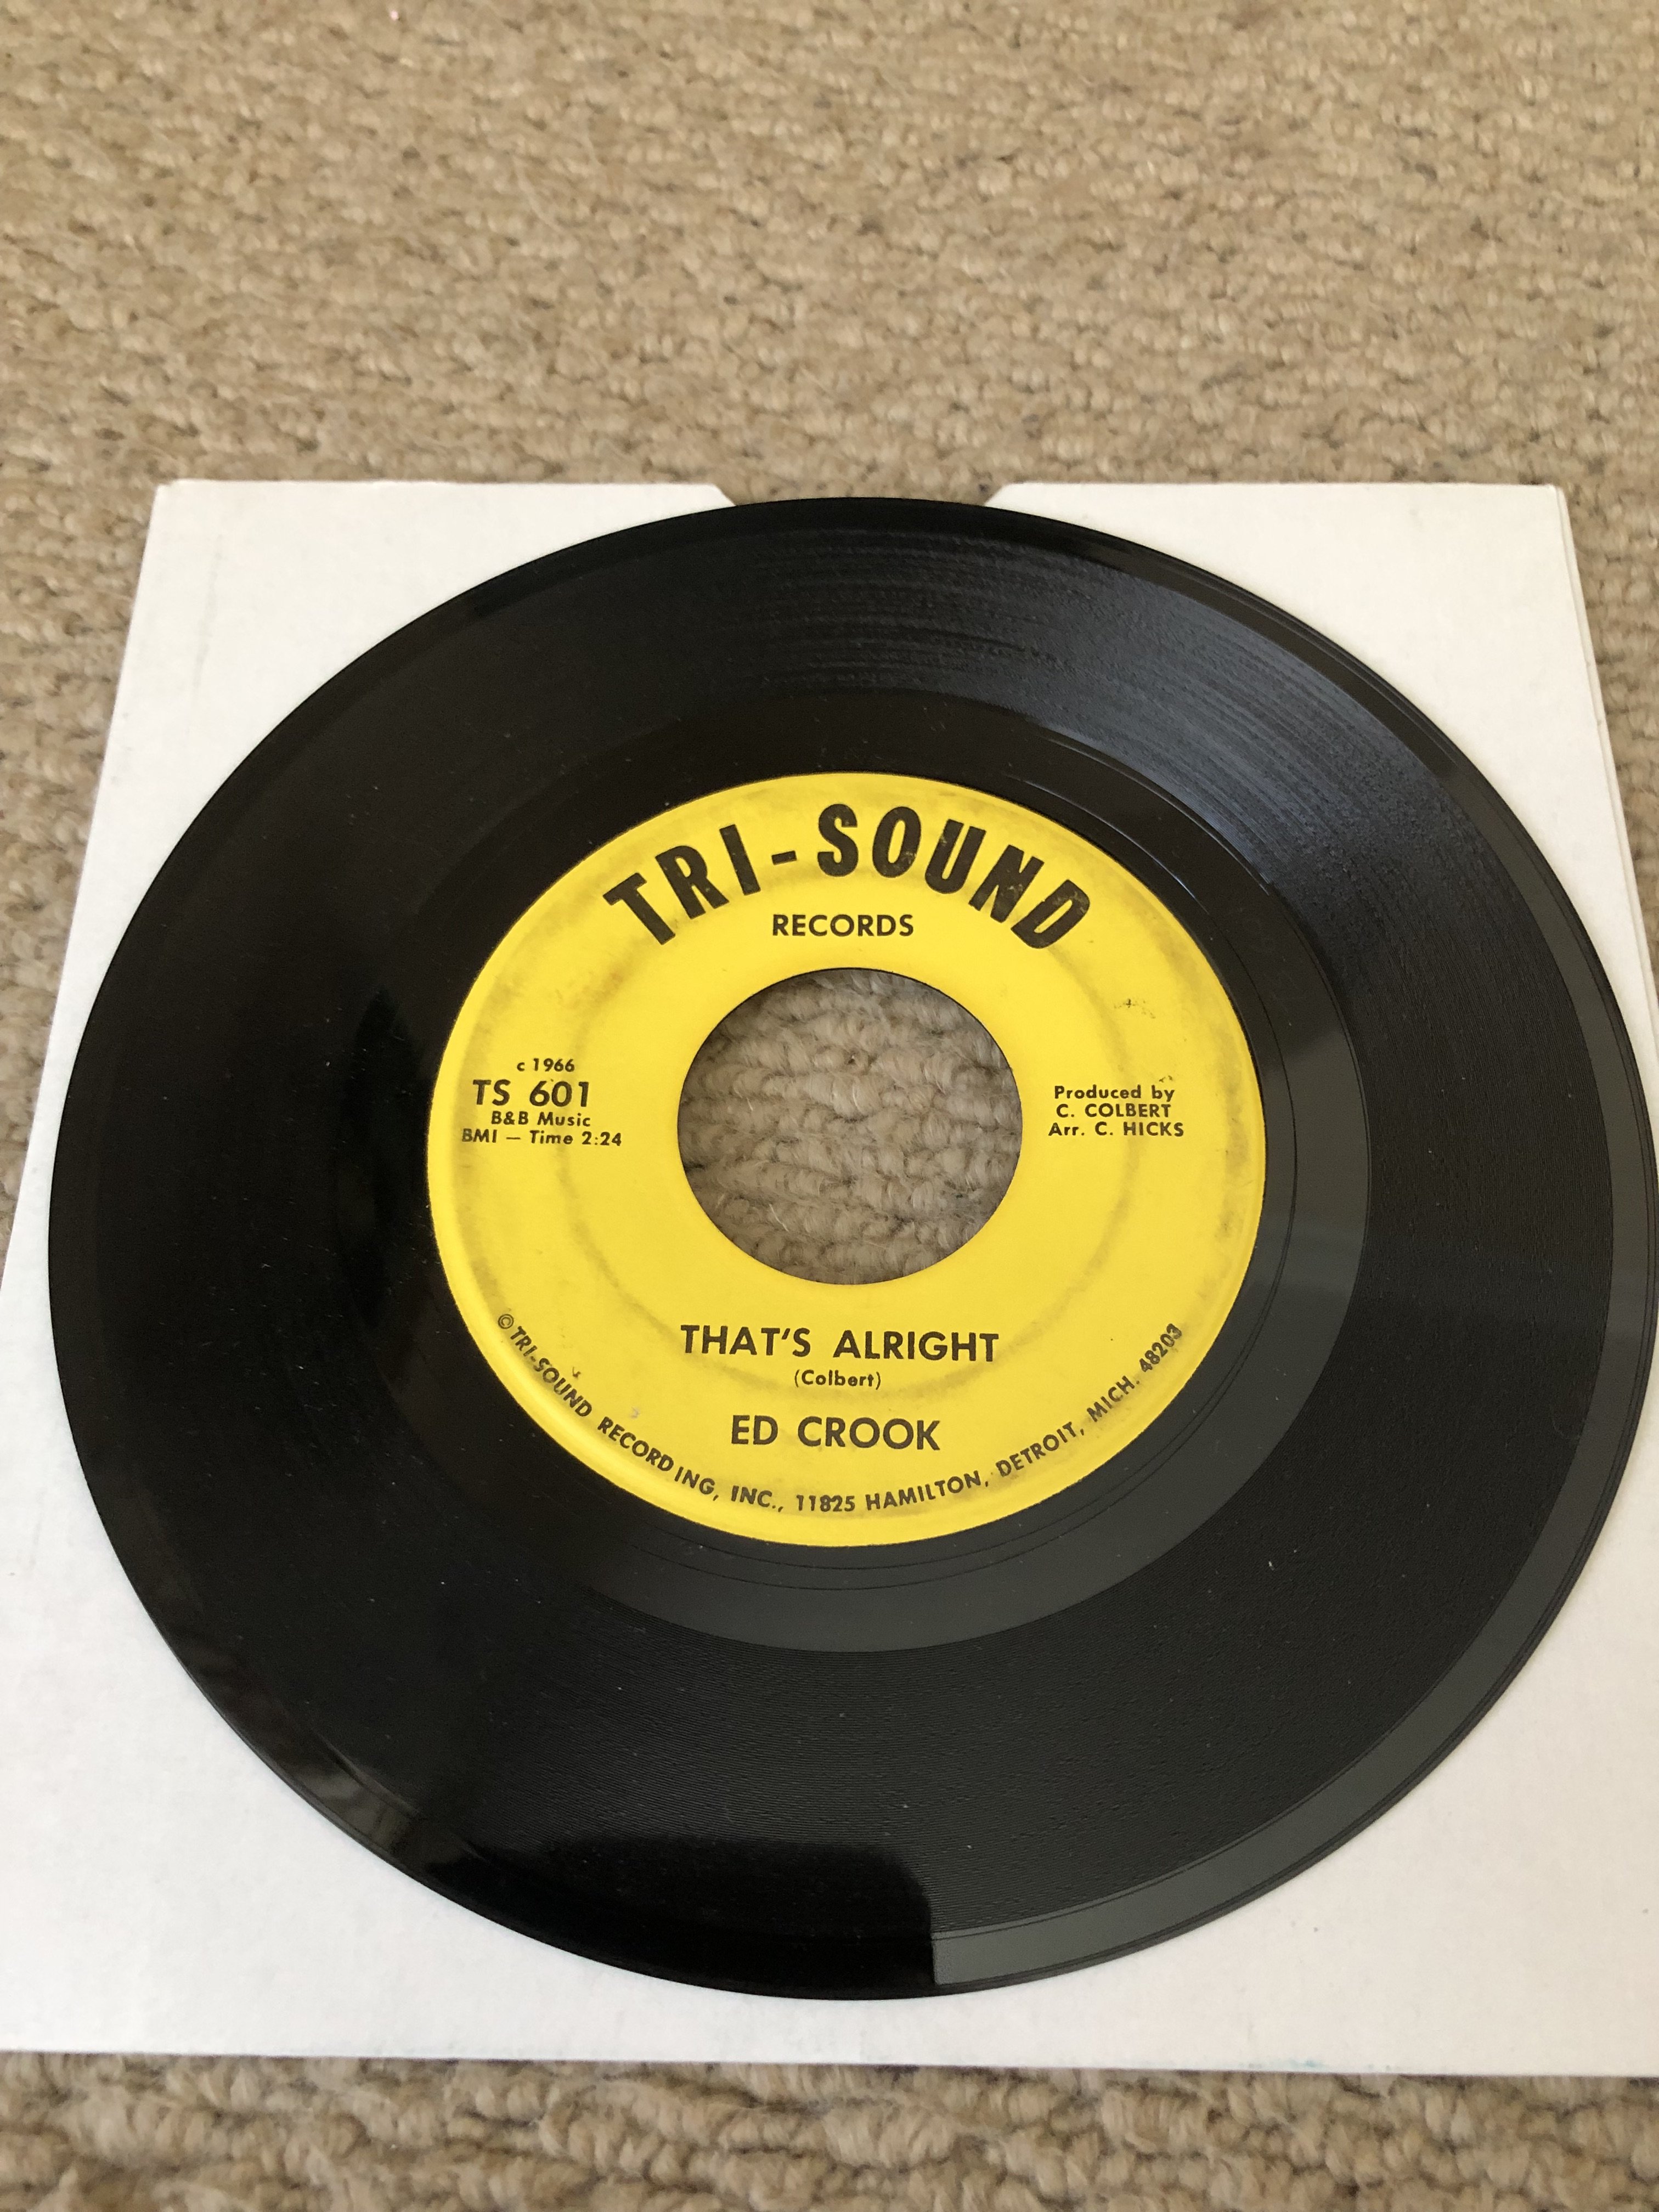 TRI-SOUND
RECORDS
c 1966
TS 601
B&B Music
BMI — Time 2:24
Produced by
C. COLBERT
Arr. C. HICKS
THAT'S ALRIGHT
(Colbert)
ED CROOK
© TRI-SOUND RECORDING, INC., 11825 HAMILTON, DETROIT, MICH. 48203